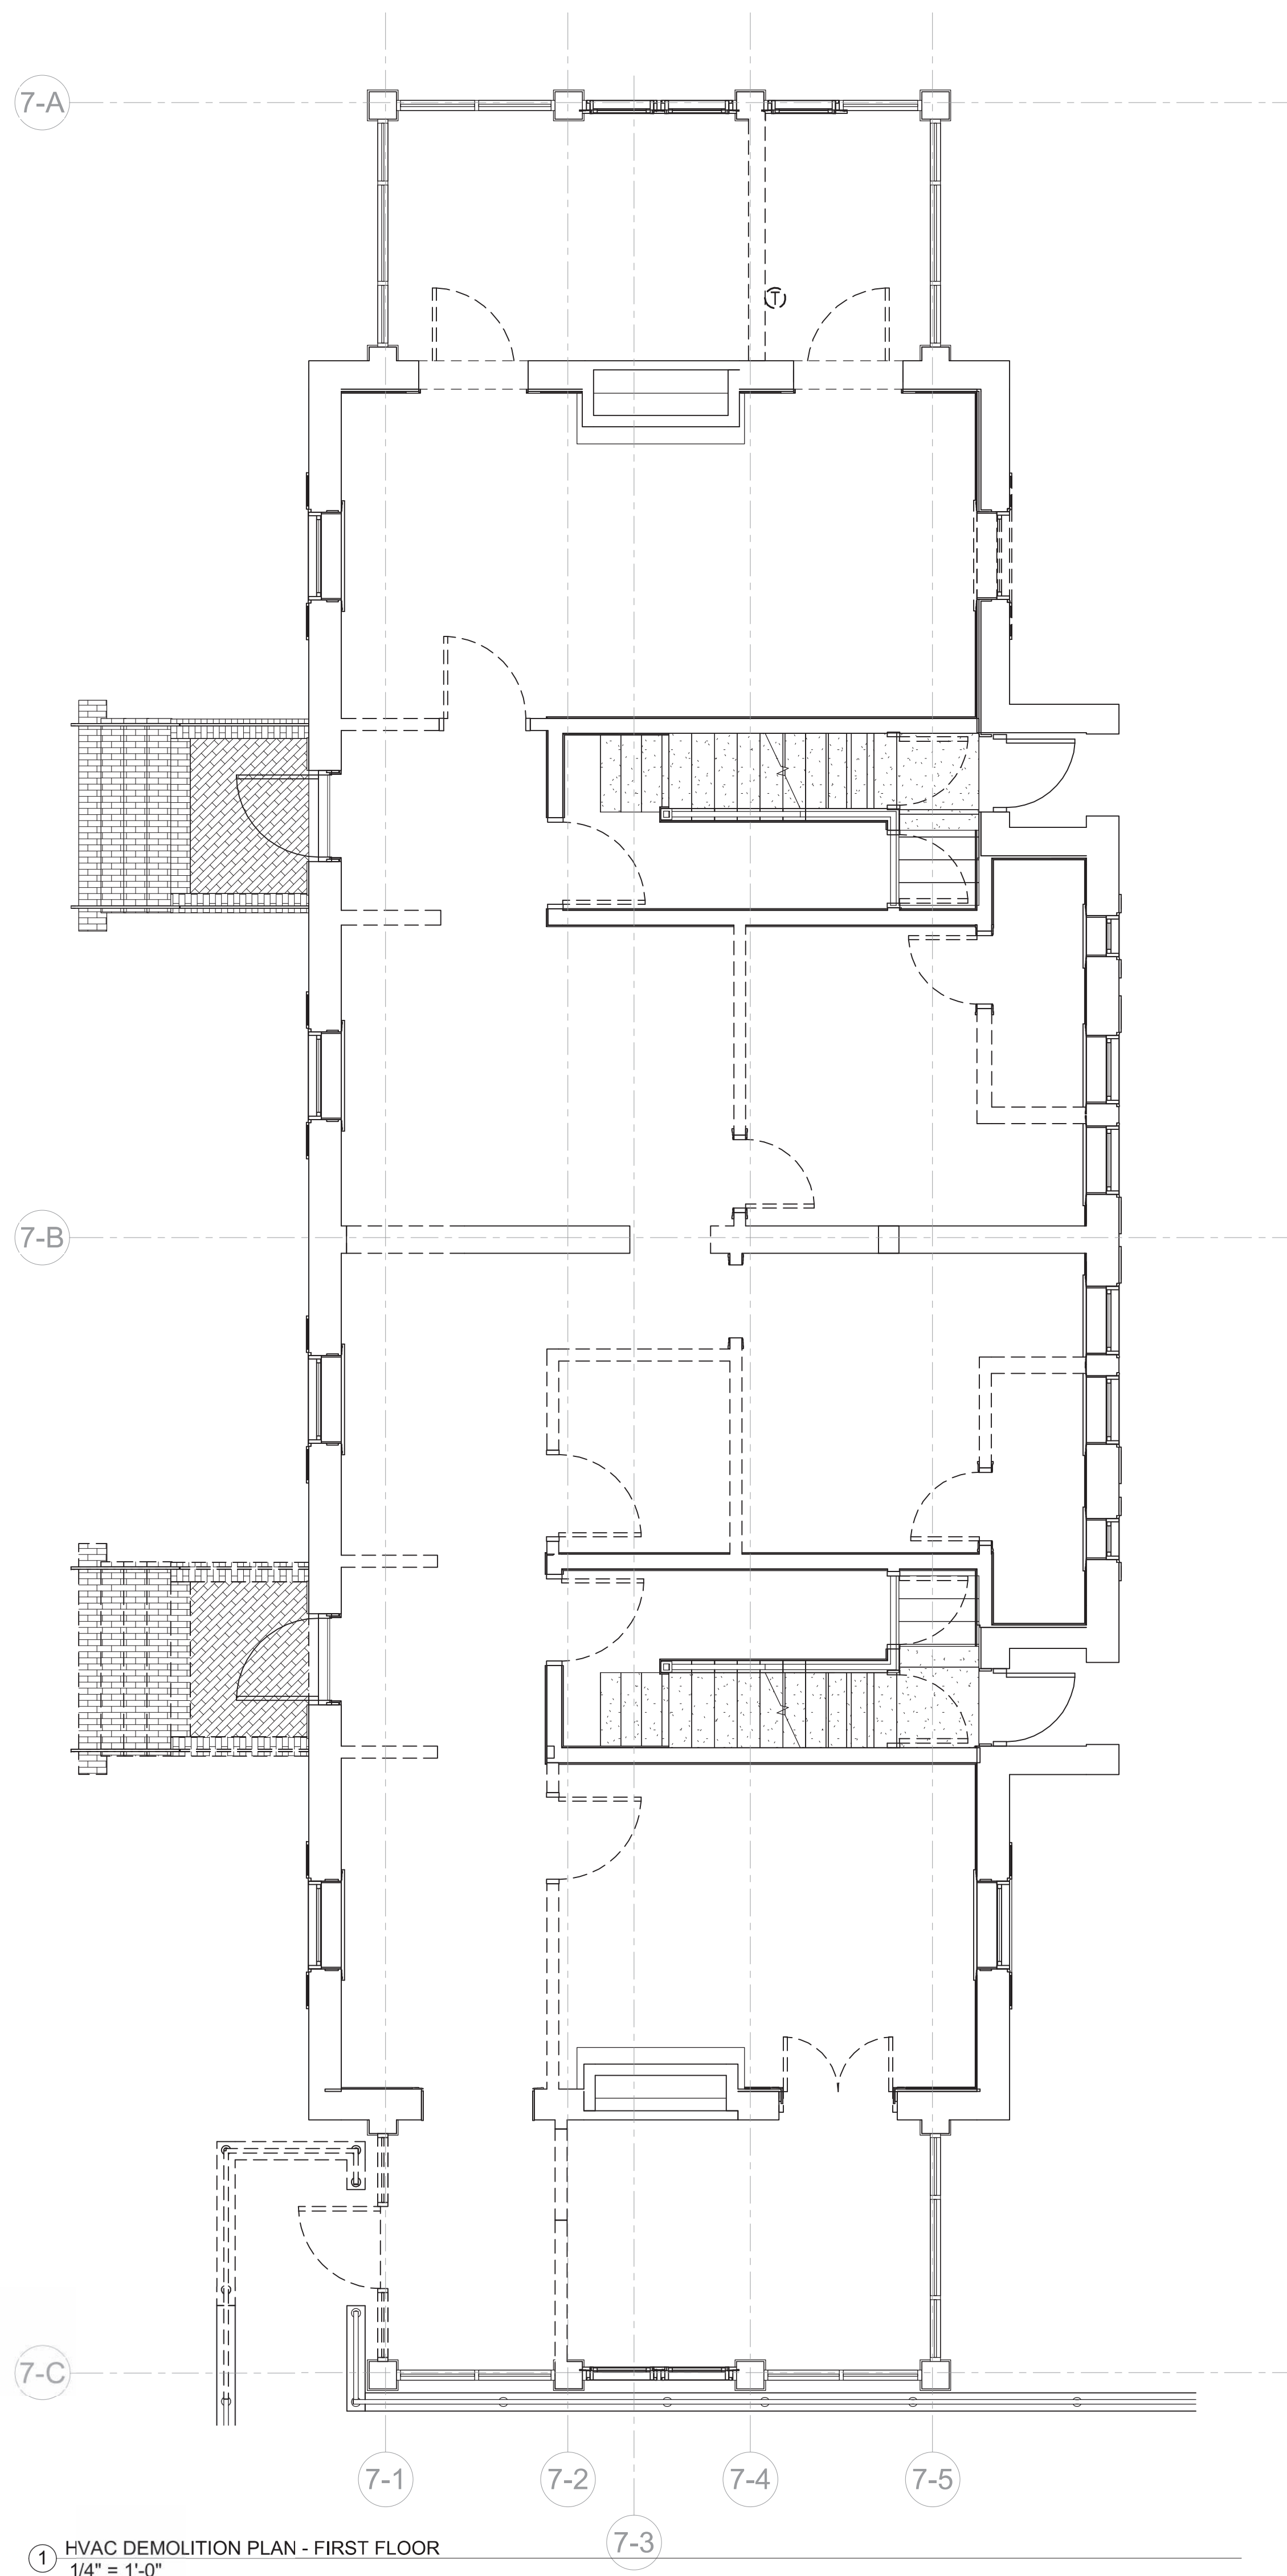 7-A
T
7-B
7-C
7-1
7-2
7-4
7-5
7-3
1
HVAC DEMOLITION PLAN - FIRST FLOOR
1/4" = 1'-0"